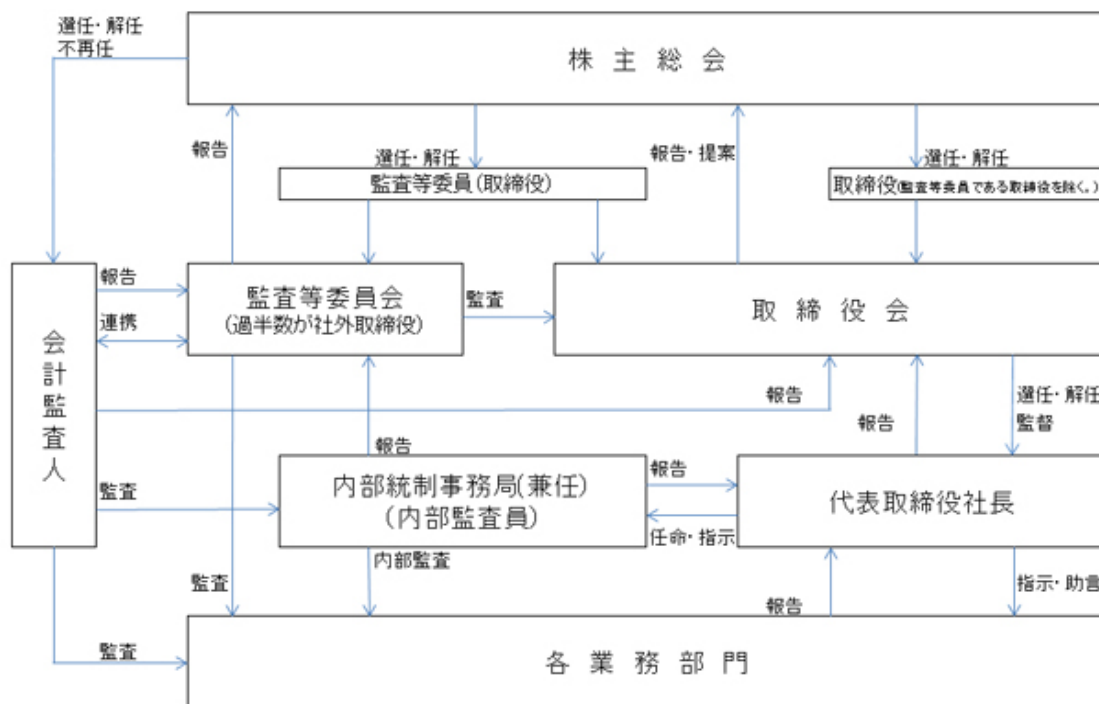 選任・解任
不再任
株主総会
報告
選任・解任
報告・提案
選任・解任
監査等委員(取締役)
取締役(監査等委員である取締役を除く。)
報告
監査等委員会
(過半数が社外取締役)
監査
取締役会
連携
会計監査人
報告
報告
選任・解任
監督
報告
監査
内部統制事務局(兼任)
(内部監査員)
報告
任命・指示
代表取締役社長
監査
内部監査
報告
指示・助言
監査
各業務部門